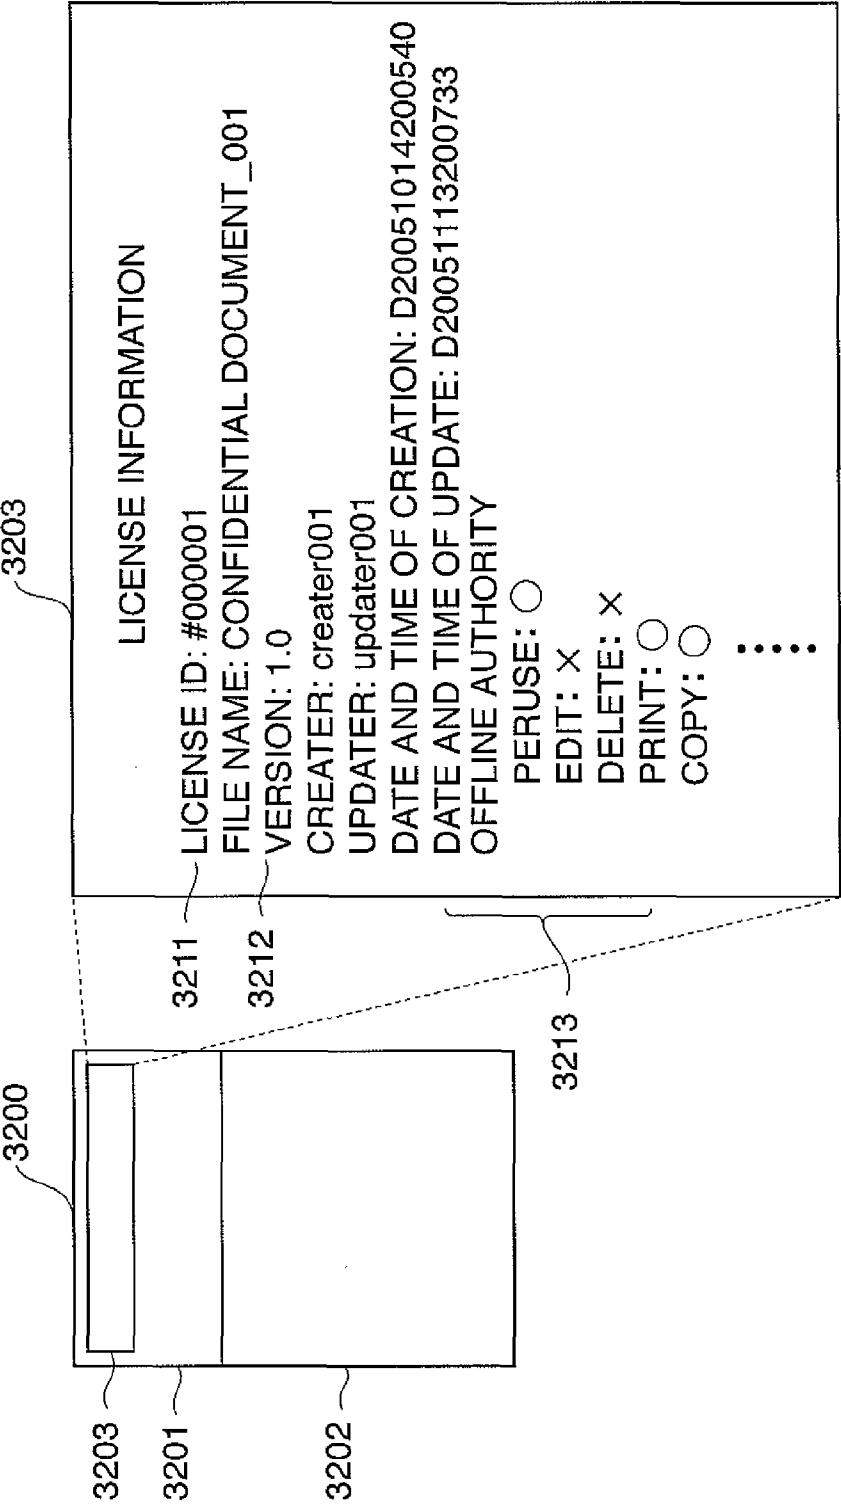 3200
3203
3201
3202
3203
LICENSE INFORMATION
3211
LICENSE ID: #000001
FILE NAME: CONFIDENTIAL DOCUMENT_001
3212
VERSION: 1.0
CREATER: creater001
UPDATER: updater001
DATE AND TIME OF CREATION: D20051014200540
DATE AND TIME OF UPDATE: D20051113200733
OFFLINE AUTHORITY
3213
PERUSE: ○
EDIT: ×
DELETE: ×
PRINT: ○
COPY: ○